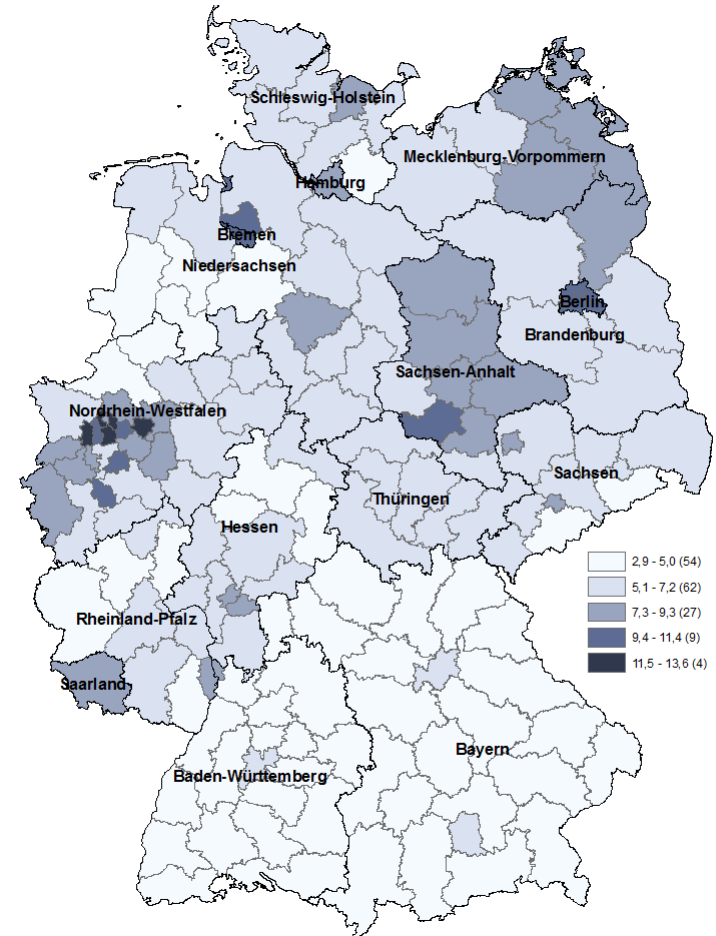 Schleswig-Holstein
Mecklenburg-Vorpommern
Hamburg
Bremen
Niedersachsen
Berlin
Brandenburg
Sachsen-Anhalt
Nordrhein-Westfalen
Sachsen
Thüringen
Hessen
Rheinland-Pfalz
Saarland
Bayern
Baden-Württemberg
2,9 - 5,0 (54)
5,1 - 7,2 (62)
7,3 - 9,3 (27)
9,4 - 11,4 (9)
11,5 - 13,6 (4)